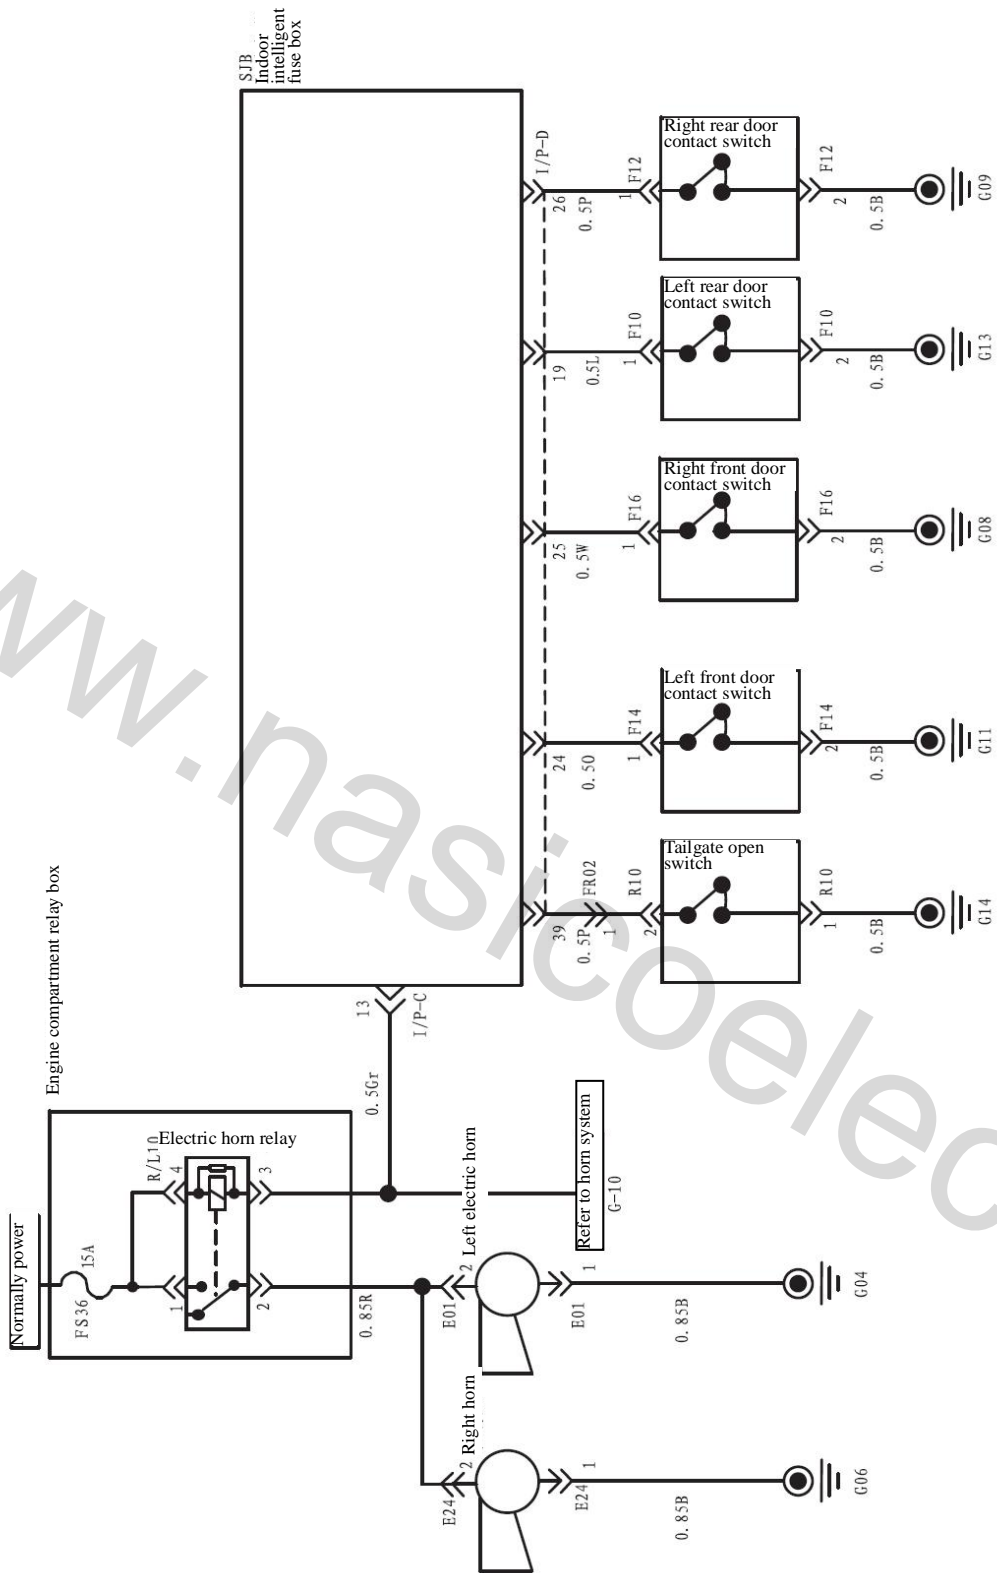 SJB
Indoor
intelligent
fuse box
I/P-D
26
0.5P
1
F12
Right rear door
contact switch
F12
2
0.5B
G09
19
0.5L
1
F10
Left rear door
contact switch
F10
2
0.5B
G13
25
0.5W
1
F16
Right front door
contact switch
F16
2
0.5B
G08
24
0.5O
1
F14
Left front door
contact switch
F14
2
0.5B
G11
39
0.5P
FR02
1
R10
2
Tailgate open
switch
R10
1
0.5B
G14
13
I/P-C
0.5Gr
Engine compartment relay box
Normally power
FS36
15A
R/L10
Electric horn relay
4
3
1
2
0.85R
Refer to horn system
G-10
E01
2
Left electric horn
E01
1
0.85B
G04
E24
2
Right horn
E24
1
0.85B
G06
ww.nasicoelec